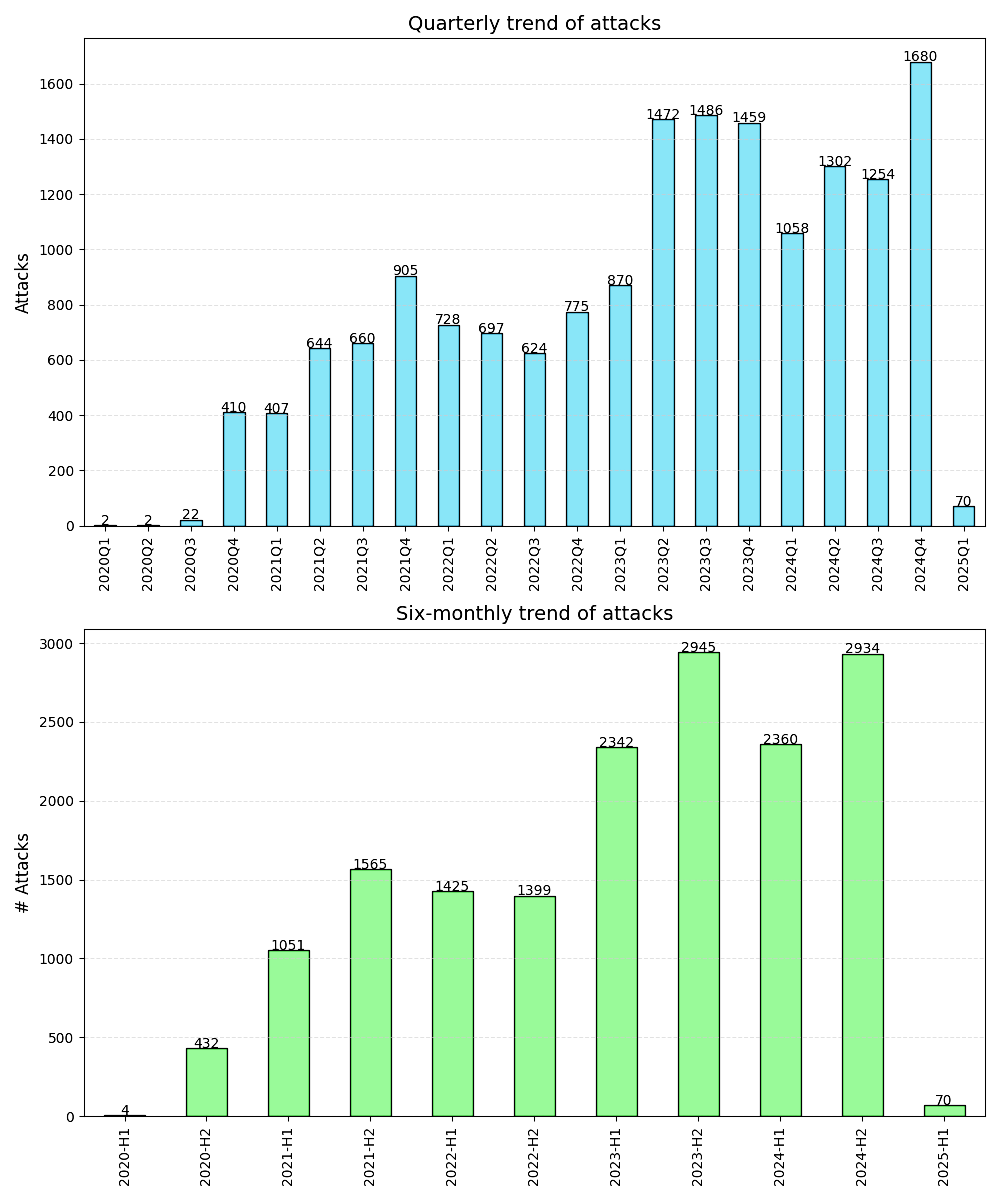 Quarterly trend of attacks
Attacks
1600
1400
1200
1000
800
600
400
200
0
2
2
22
410
407
644
660
905
728
697
624
775
870
1472
1486
1459
1058
1302
1254
1680
70
2020Q1
2020Q2
2020Q3
2020Q4
2021Q1
2021Q2
2021Q3
2021Q4
2022Q1
2022Q2
2022Q3
2022Q4
2023Q1
2023Q2
2023Q3
2023Q4
2024Q1
2024Q2
2024Q3
2024Q4
2025Q1
Six-monthly trend of attacks
# Attacks
3000
2500
2000
1500
1000
500
0
4
432
1051
1565
1425
1399
2342
2945
2360
2934
70
2020-H1
2020-H2
2021-H1
2021-H2
2022-H1
2022-H2
2023-H1
2023-H2
2024-H1
2024-H2
2025-H1